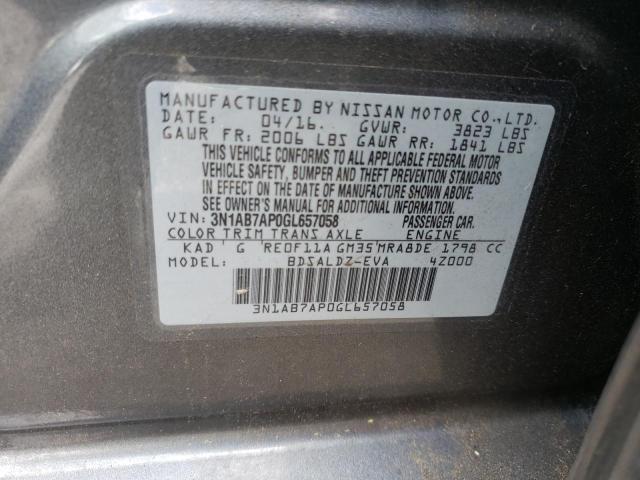 MANUFACTURED BY NISSAN MOTOR CO.,LTD.
DATE: 04/16. GVWR: 3823 LBS
GAWR FR: 2006 LBS GAWR RR: 1841 LBS
THIS VEHICLE CONFORMS TO ALL APPLICABLE FEDERAL MOTOR
VEHICLE SAFETY, BUMPER AND THEFT PREVENTION STANDARDS
IN EFFECT ON THE DATE OF MANUFACTURE SHOWN ABOVE.
SEE OWNER'S MANUAL FOR ADDITIONAL INFORMATION.
VIN: 3N1AB7AP0GL657058 PASSENGER CAR.
COLOR TRIM TRANS AXLE ENGINE
KAD G RE0F11A GM35 MRA8DE 1798 CC
MODEL: BDSALDZ-EVA 4Z000
3N1AB7AP0GL657058